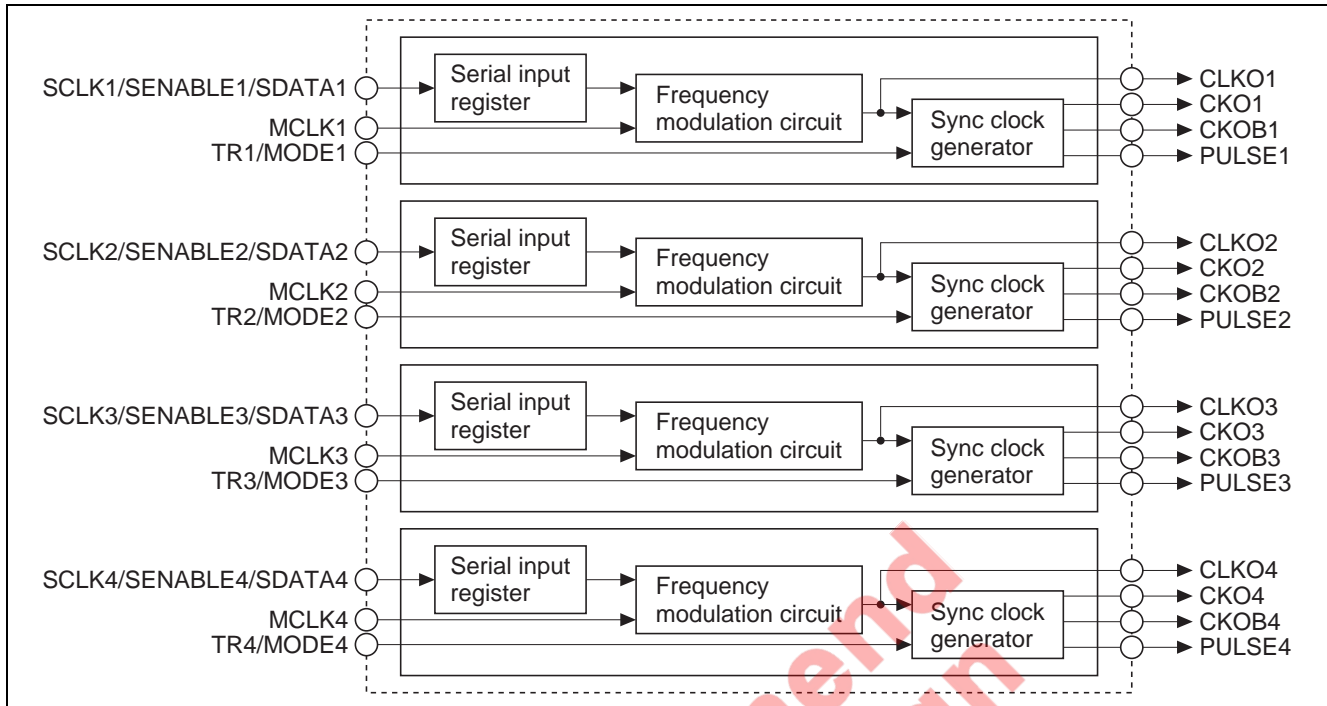 SCLK1/SENABLE1/SDATA1
MCLK1
TR1/MODE1
Serial input
register
Frequency
modulation circuit
Sync clock
generator
CLKO1
CKO1
CKOB1
PULSE1
SCLK2/SENABLE2/SDATA2
MCLK2
TR2/MODE2
Serial input
register
Frequency
modulation circuit
Sync clock
generator
CLKO2
CKO2
CKOB2
PULSE2
SCLK3/SENABLE3/SDATA3
MCLK3
TR3/MODE3
Serial input
register
Frequency
modulation circuit
Sync clock
generator
CLKO3
CKO3
CKOB3
PULSE3
SCLK4/SENABLE4/SDATA4
MCLK4
TR4/MODE4
Serial input
register
Frequency
modulation circuit
Sync clock
generator
CLKO4
CKO4
CKOB4
PULSE4